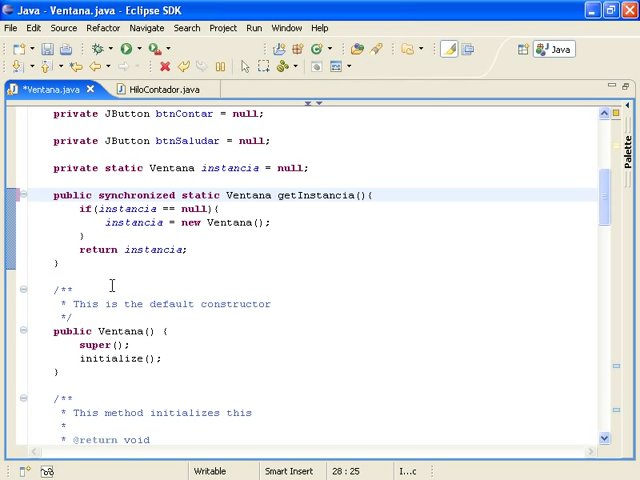 Java - Ventana.java - Eclipse SDK
File Edit Source Refactor Navigate Search Project Run Window Help
Java
*Ventana.java HiloContador.java
private JButton btnContar = null;
private JButton btnSaludar = null;
private static Ventana instancia = null;
public synchronized static Ventana getInstancia(){
if(instancia == null){
instancia = new Ventana();
}
return instancia;
}
/**
* This is the default constructor
*/
public Ventana() {
super();
initialize();
}
/**
* This method initializes this
*
* @return void
Palette
Writable Smart Insert 28 : 25 I...c